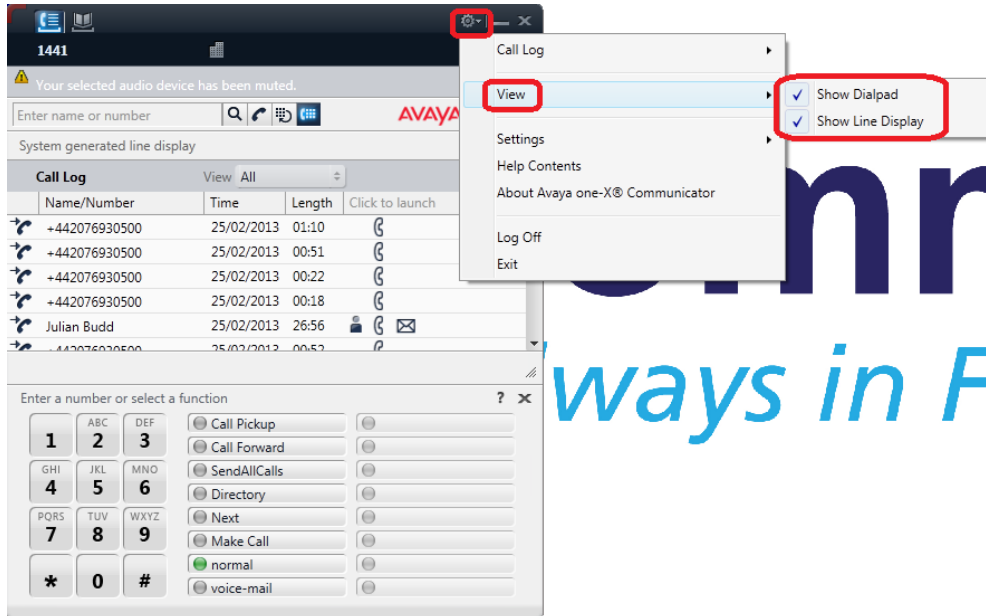 1441
Your selected audio device has been muted.
Enter name or number
AVAYA
System generated line display
Call Log View All
Name/Number Time Length Click to launch
+442076930500 25/02/2013 01:10
+442076930500 25/02/2013 00:51
+442076930500 25/02/2013 00:22
+442076930500 25/02/2013 00:18
Julian Budd 25/02/2013 26:56
+442076930500 25/02/2013 00:52
Enter a number or select a function ? x
1 ABC 2 DEF 3
GHI 4 JKL 5 MNO 6
PQRS 7 TUV 8 WXYZ 9
* 0 #
Call Pickup
Call Forward
SendAllCalls
Directory
Next
Make Call
normal
voice-mail
Call Log
View
Settings
Help Contents
About Avaya one-X® Communicator
Log Off
Exit
Show Dialpad
Show Line Display
ways in F